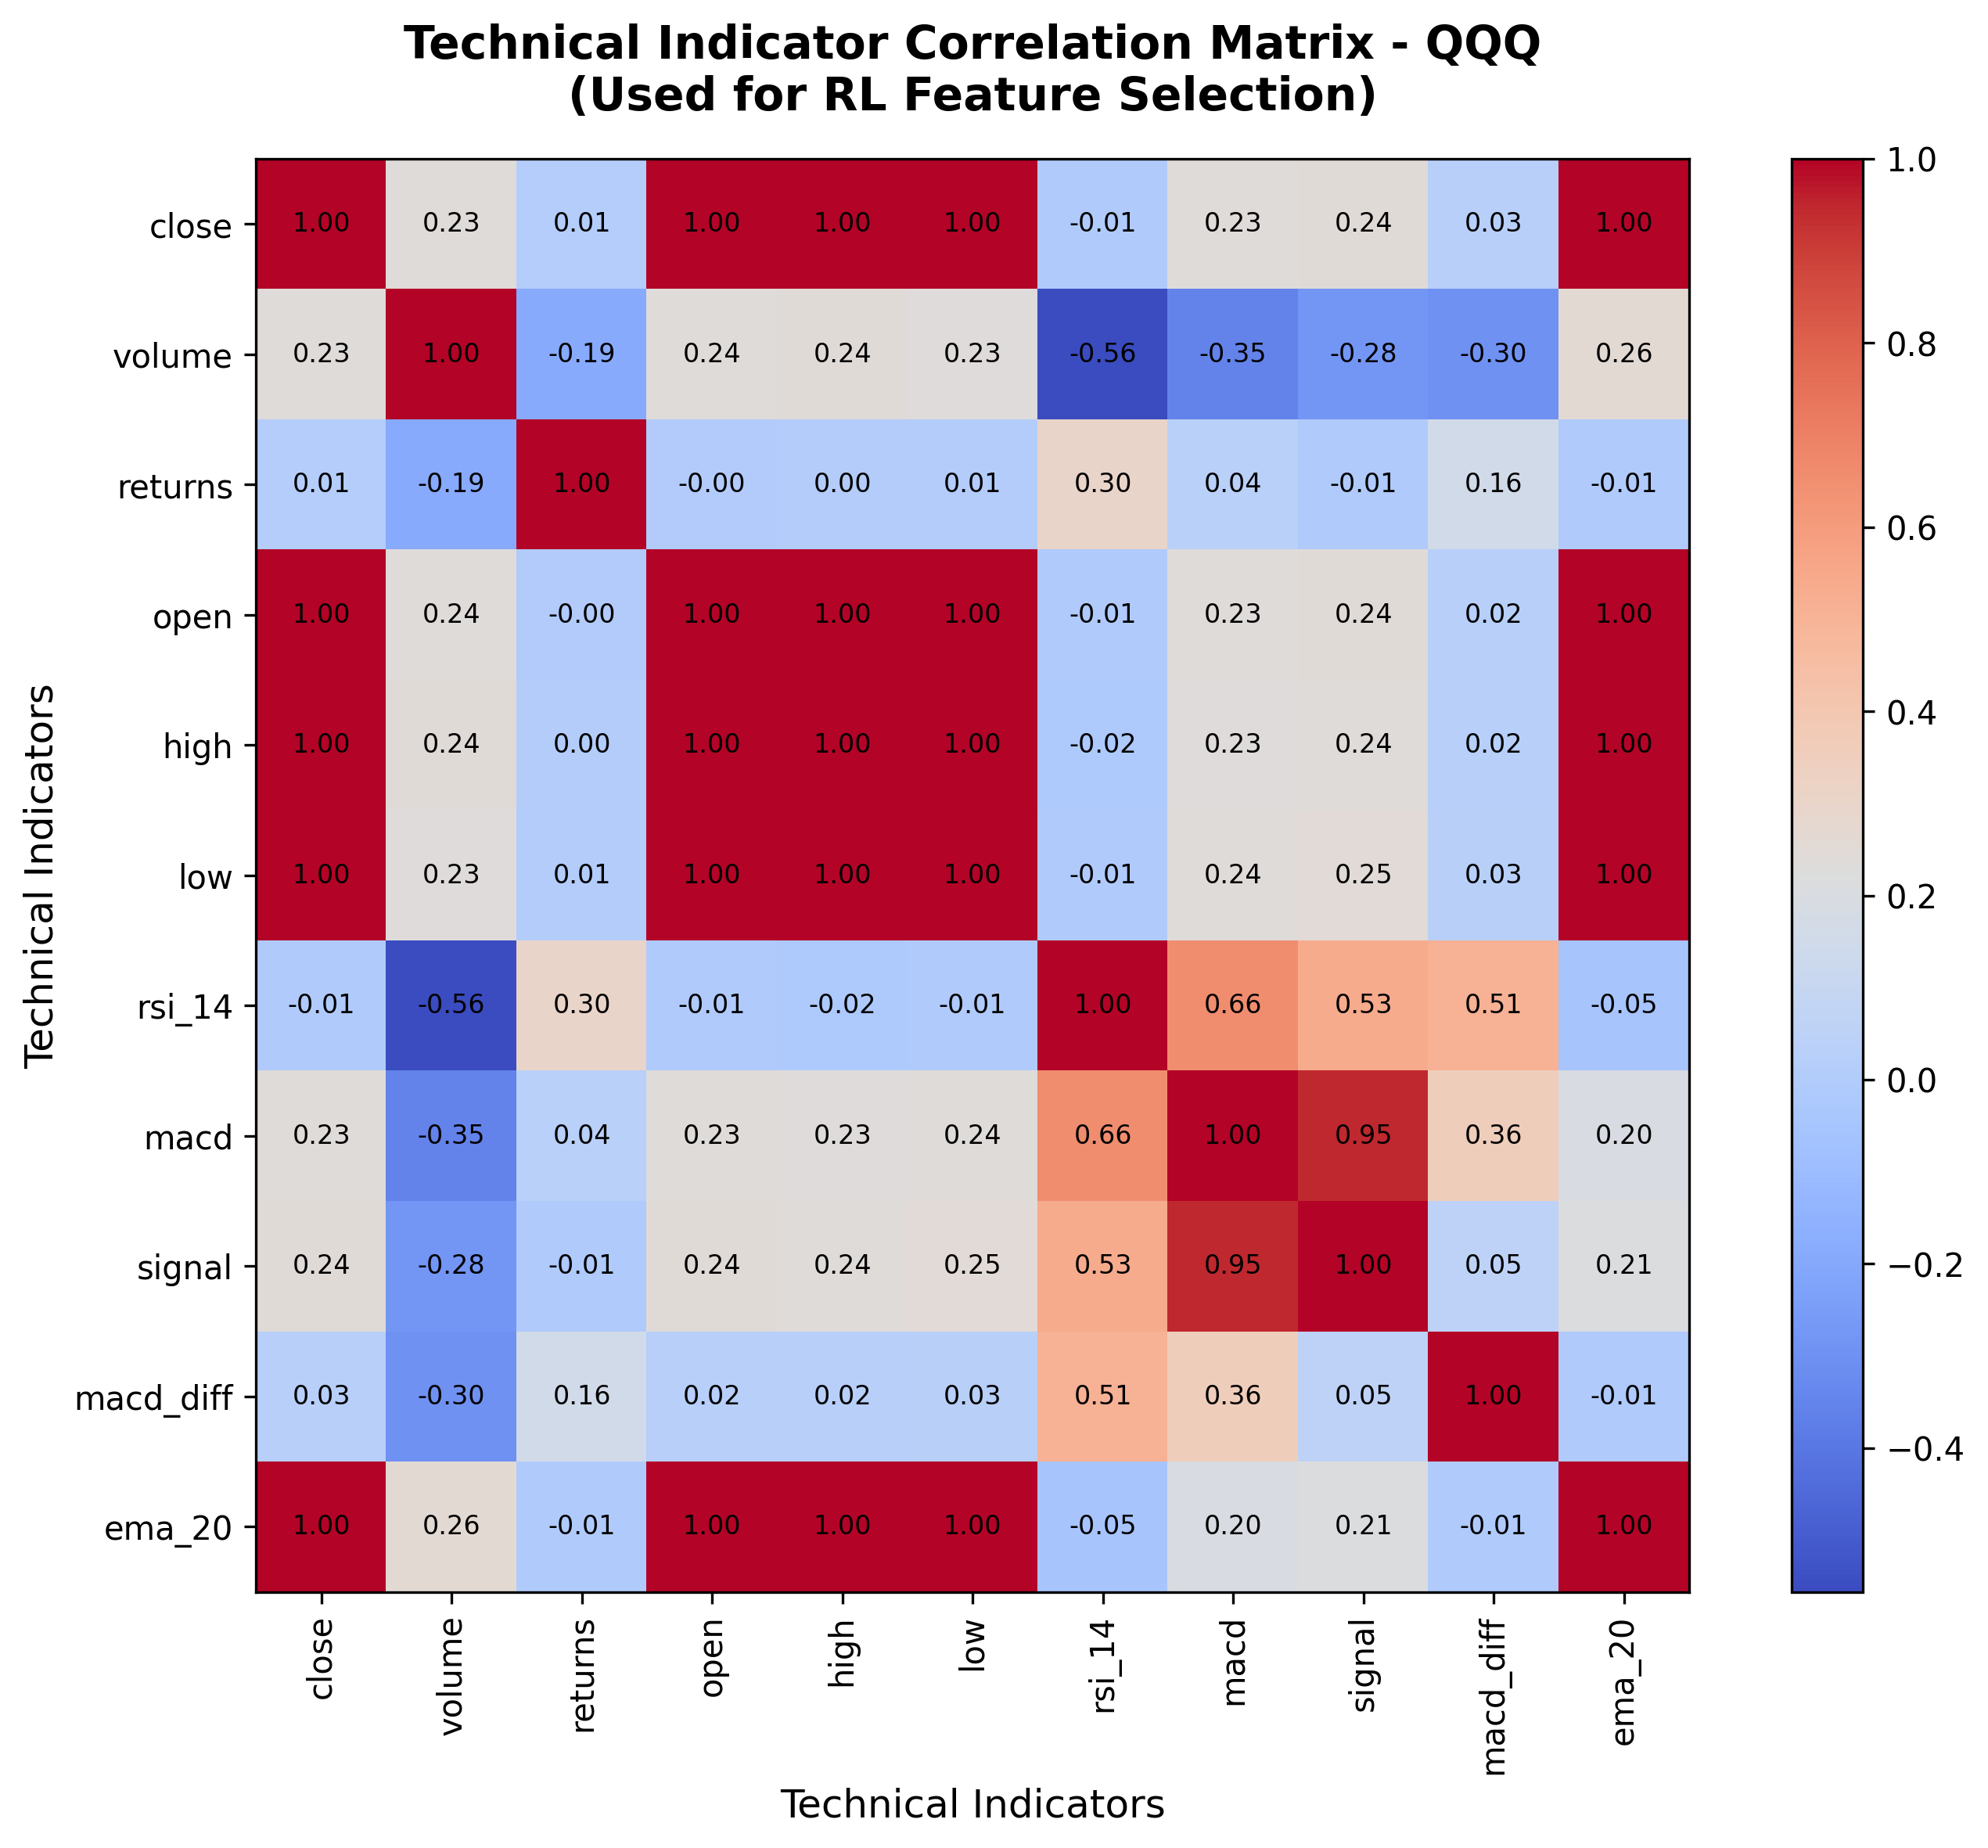 Technical Indicator Correlation Matrix - QQQ
(Used for RL Feature Selection)
Technical Indicators
close 1.00 0.23 0.01 1.00 1.00 1.00 -0.01 0.23 0.24 0.03 1.00
volume 0.23 1.00 -0.19 0.24 0.24 0.23 -0.56 -0.35 -0.28 -0.30 0.26
returns 0.01 -0.19 1.00 -0.00 0.00 0.01 0.30 0.04 -0.01 0.16 -0.01
open 1.00 0.24 -0.00 1.00 1.00 1.00 -0.01 0.23 0.24 0.02 1.00
high 1.00 0.24 0.00 1.00 1.00 1.00 -0.02 0.23 0.24 0.02 1.00
low 1.00 0.23 0.01 1.00 1.00 1.00 -0.01 0.24 0.25 0.03 1.00
rsi_14 -0.01 -0.56 0.30 -0.01 -0.02 -0.01 1.00 0.66 0.53 0.51 -0.05
macd 0.23 -0.35 0.04 0.23 0.23 0.24 0.66 1.00 0.95 0.36 0.20
signal 0.24 -0.28 -0.01 0.24 0.24 0.25 0.53 0.95 1.00 0.05 0.21
macd_diff 0.03 -0.30 0.16 0.02 0.02 0.03 0.51 0.36 0.05 1.00 -0.01
ema_20 1.00 0.26 -0.01 1.00 1.00 1.00 -0.05 0.20 0.21 -0.01 1.00
close volume returns open high low rsi_14 macd signal macd_diff ema_20
Technical Indicators
1.0
0.8
0.6
0.4
0.2
0.0
−0.2
−0.4